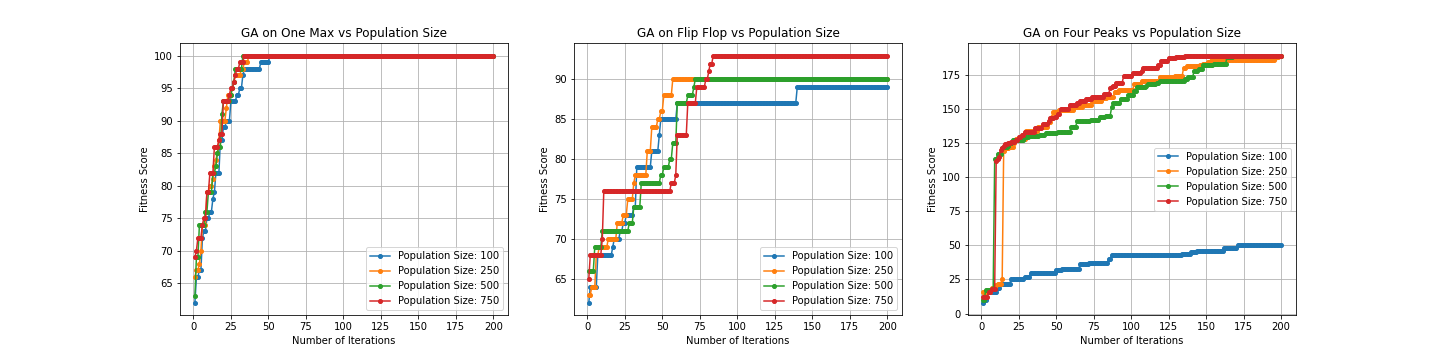 GA on One Max vs Population Size
Fitness Score
100
95
90
85
80
75
70
65
0
25
50
75
100
125
150
175
200
Number of Iterations
Population Size: 100
Population Size: 250
Population Size: 500
Population Size: 750
GA on Flip Flop vs Population Size
Fitness Score
90
85
80
75
70
65
0
25
50
75
100
125
150
175
200
Number of Iterations
Population Size: 100
Population Size: 250
Population Size: 500
Population Size: 750
GA on Four Peaks vs Population Size
Fitness Score
175
150
125
100
75
50
25
0
0
25
50
75
100
125
150
175
200
Number of Iterations
Population Size: 100
Population Size: 250
Population Size: 500
Population Size: 750